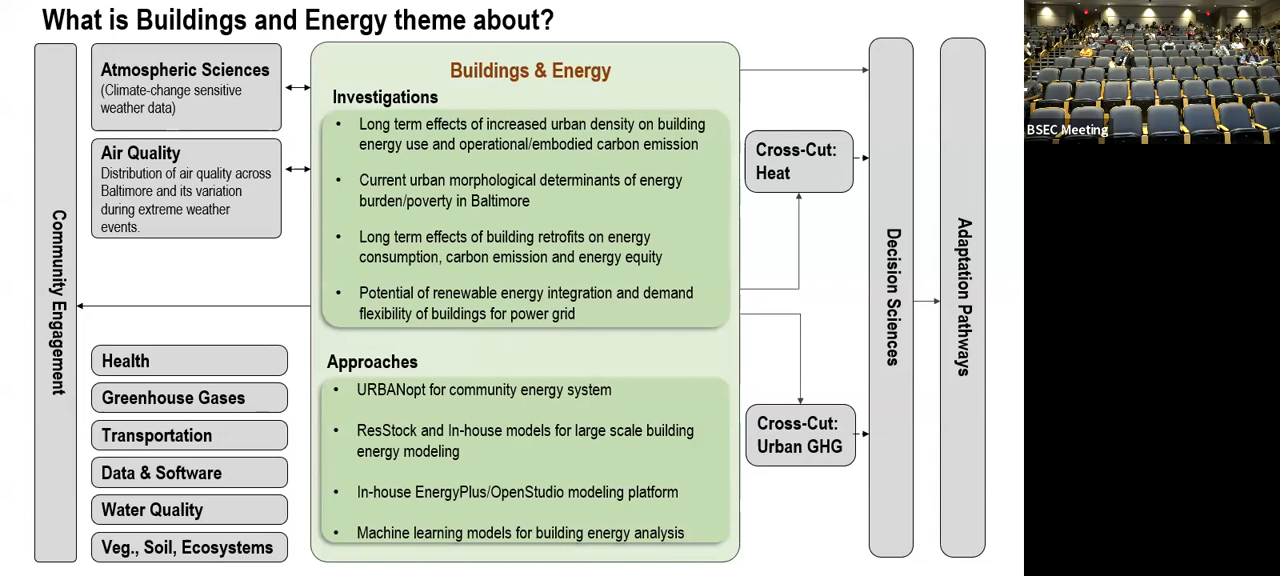 What is Buildings and Energy theme about?
Community Engagement
Atmospheric Sciences
(Climate-change sensitive
weather data)
Air Quality
Distribution of air quality across
Baltimore and its variation
during extreme weather
events.
Health
Greenhouse Gases
Transportation
Data & Software
Water Quality
Veg., Soil, Ecosystems
Buildings & Energy
Investigations
• Long term effects of increased urban density on building
energy use and operational/embodied carbon emission
• Current urban morphological determinants of energy
burden/poverty in Baltimore
• Long term effects of building retrofits on energy
consumption, carbon emission and energy equity
• Potential of renewable energy integration and demand
flexibility of buildings for power grid
Approaches
• URBANopt for community energy system
• ResStock and In-house models for large scale building
energy modeling
• In-house EnergyPlus/OpenStudio modeling platform
• Machine learning models for building energy analysis
Cross-Cut:
Heat
Cross-Cut:
Urban GHG
Decision Sciences
Adaptation Pathways
BSEC Meeting